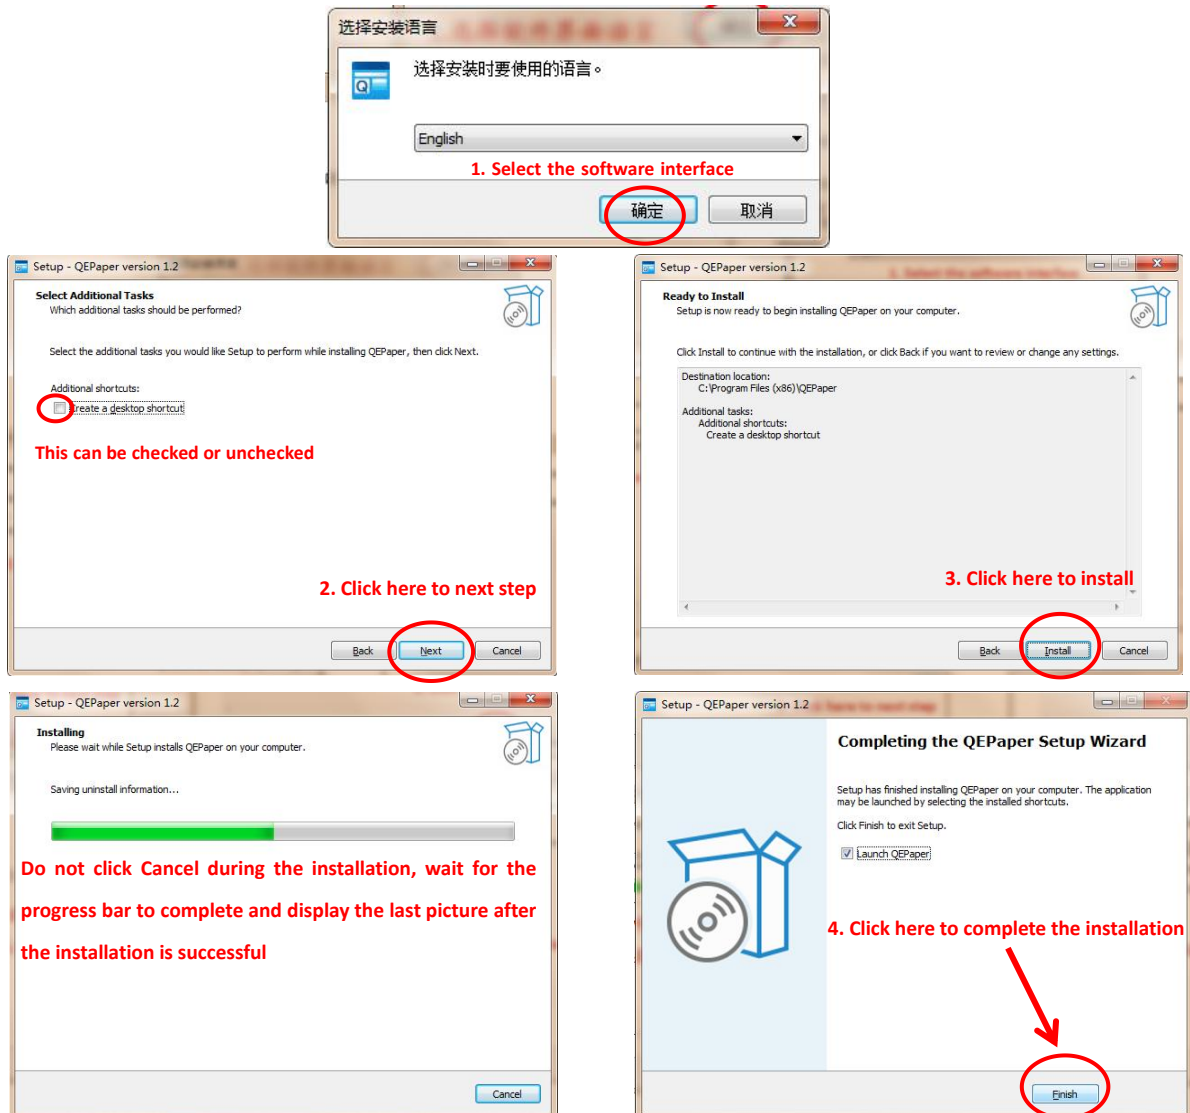 选择安装语言
选择安装时要使用的语言。
English
1. Select the software interface
确定
取消
Setup - QEPaper version 1.2
Select Additional Tasks
Which additional tasks should be performed?
Select the additional tasks you would like Setup to perform while installing QEPaper, then click Next.
Additional shortcuts:
Create a desktop shortcut
This can be checked or unchecked
2. Click here to next step
Back
Next
Cancel
Setup - QEPaper version 1.2
Ready to Install
Setup is now ready to begin installing QEPaper on your computer.
Click Install to continue with the installation, or click Back if you want to review or change any settings.
Destination location:
C:\Program Files (x86)\QEPaper
Additional tasks:
Additional shortcuts:
Create a desktop shortcut
3. Click here to install
Back
Install
Cancel
Setup - QEPaper version 1.2
Installing
Please wait while Setup installs QEPaper on your computer.
Saving uninstall information...
Do not click Cancel during the installation, wait for the
progress bar to complete and display the last picture after
the installation is successful
Cancel
Setup - QEPaper version 1.2
Completing the QEPaper Setup Wizard
Setup has finished installing QEPaper on your computer. The application
may be launched by selecting the installed shortcuts.
Click Finish to exit Setup.
Launch QEPaper
4. Click here to complete the installation
Finish